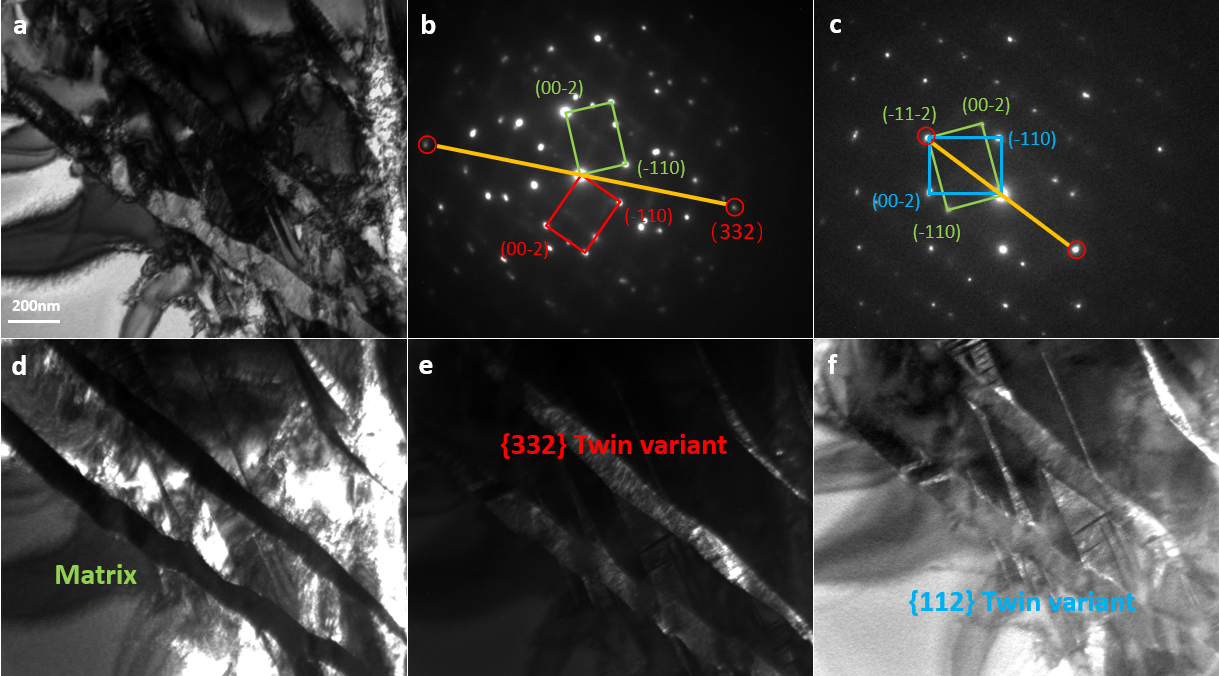 a
200nm
b
(00-2)
(-110)
(-110)
(00-2)
(332)
c
(-11-2)
(00-2)
(-110)
(00-2)
(-110)
d
Matrix
e
{332} Twin variant
f
{112} Twin variant